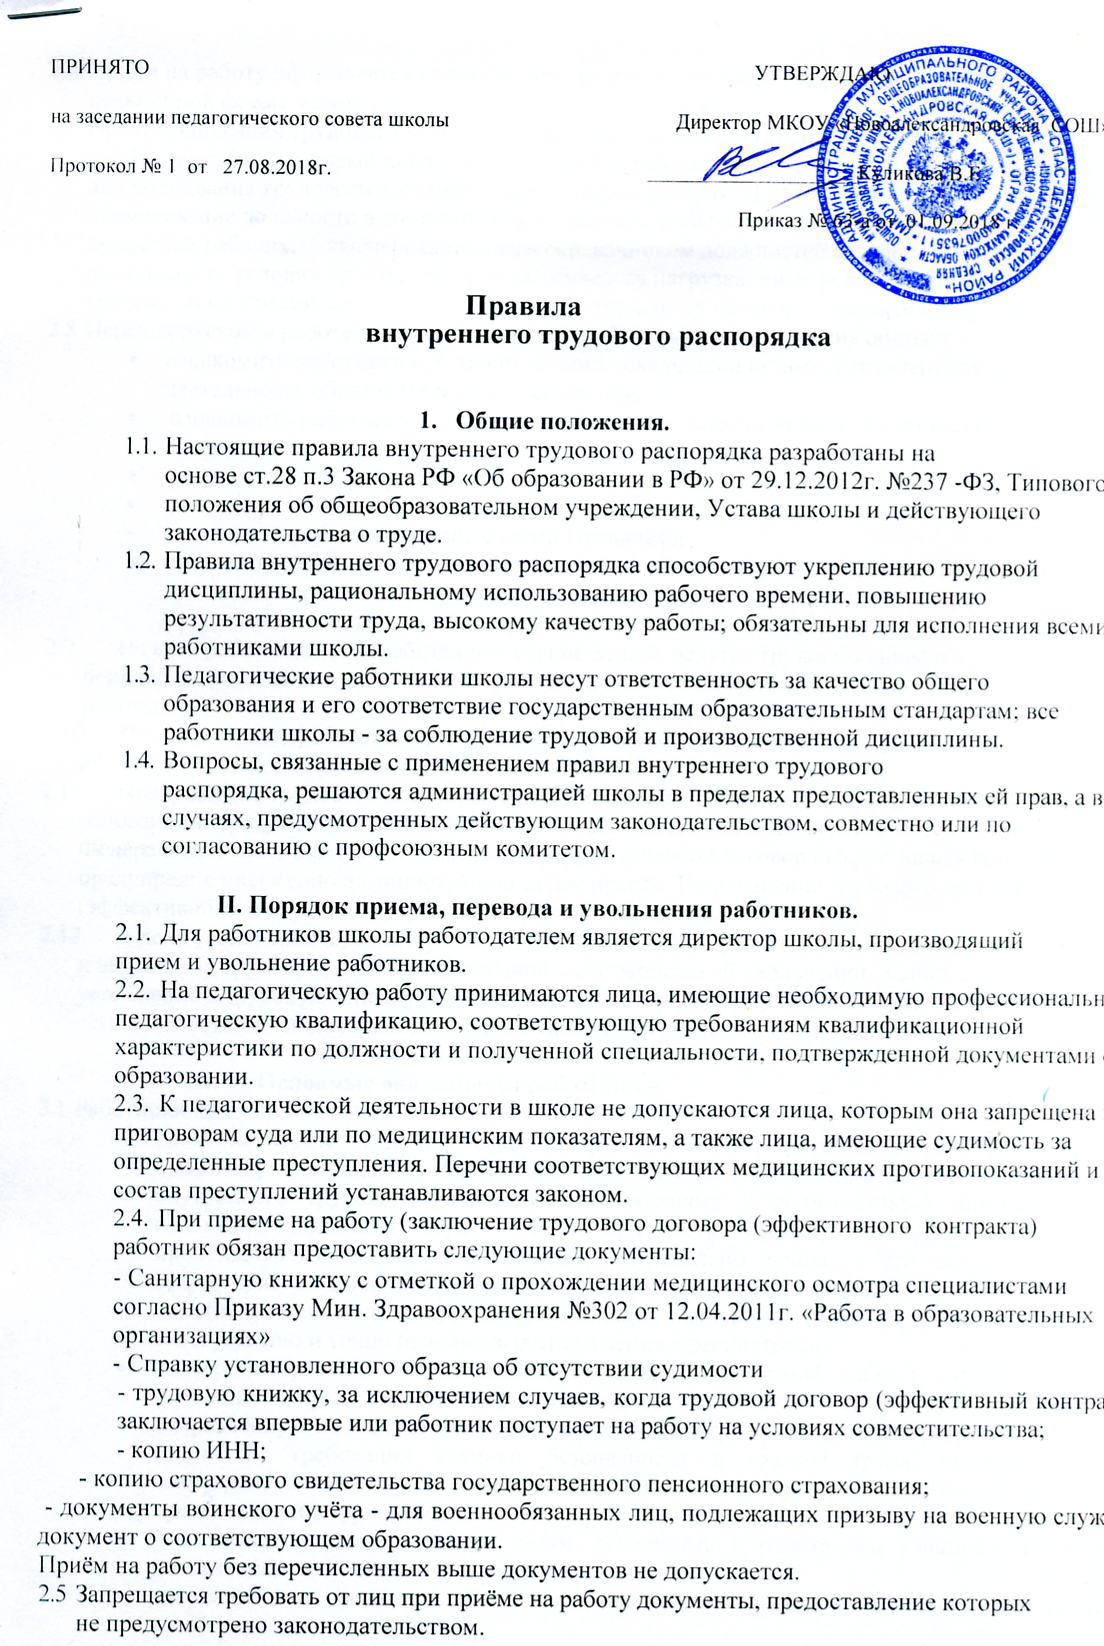 ПРИНЯТО
УТВЕРЖДАЮ
на заседании педагогического совета школы
Директор МКОУ «Новоалександровская СОШ»
Протокол № 1 от 27.08.2018г.
Куликова В.Г.
Приказ № 63-а от 01.09.2018г.
Правила
внутреннего трудового распорядка
1. Общие положения.
1.1. Настоящие правила внутреннего трудового распорядка разработаны на
основе ст.28 п.3 Закона РФ «Об образовании в РФ» от 29.12.2012г. №237 -ФЗ, Типового
положения об общеобразовательном учреждении, Устава школы и действующего
законодательства о труде.
1.2. Правила внутреннего трудового распорядка способствуют укреплению трудовой
дисциплины, рациональному использованию рабочего времени, повышению
результативности труда, высокому качеству работы; обязательны для исполнения всеми
работниками школы.
1.3. Педагогические работники школы несут ответственность за качество общего
образования и его соответствие государственным образовательным стандартам; все
работники школы - за соблюдение трудовой и производственной дисциплины.
1.4. Вопросы, связанные с применением правил внутреннего трудового
распорядка, решаются администрацией школы в пределах предоставленных ей прав, а в
случаях, предусмотренных действующим законодательством, совместно или по
согласованию с профсоюзным комитетом.
II. Порядок приема, перевода и увольнения работников.
2.1. Для работников школы работодателем является директор школы, производящий
прием и увольнение работников.
2.2. На педагогическую работу принимаются лица, имеющие необходимую профессиональн
педагогическую квалификацию, соответствующую требованиям квалификационной
характеристики по должности и полученной специальности, подтвержденной документами
образовании.
2.3. К педагогической деятельности в школе не допускаются лица, которым она запрещена
приговорам суда или по медицинским показателям, а также лица, имеющие судимость за
определенные преступления. Перечни соответствующих медицинских противопоказаний и
состав преступлений устанавливаются законом.
2.4. При приеме на работу (заключение трудового договора (эффективного контракта)
работник обязан предоставить следующие документы:
- Санитарную книжку с отметкой о прохождении медицинского осмотра специалистами
согласно Приказу Мин. Здравоохранения №302 от 12.04.2011г. «Работа в образовательных
организациях»
- Справку установленного образца об отсутствии судимости
- трудовую книжку, за исключением случаев, когда трудовой договор (эффективный контра
заключается впервые или работник поступает на работу на условиях совместительства;
- копию ИНН;
- копию страхового свидетельства государственного пенсионного страхования;
- документы воинского учёта - для военнообязанных лиц, подлежащих призыву на военную служ
документ о соответствующем образовании.
Приём на работу без перечисленных выше документов не допускается.
2.5 Запрещается требовать от лиц при приёме на работу документы, предоставление которых
не предусмотрено законодательством.